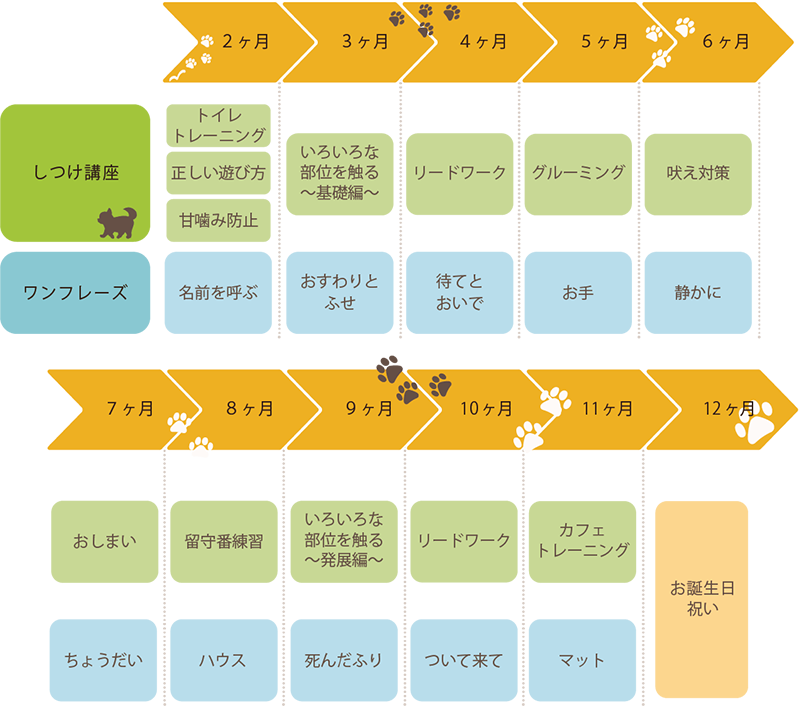 2ヶ月
3ヶ月
4ヶ月
5ヶ月
6ヶ月
しつけ講座
トイレ
トレーニング
正しい遊び方
甘噛み防止
いろいろな
部位を触る
～基礎編～
リードワーク
グルーミング
吠え対策
ワンフレーズ
名前を呼ぶ
おすわりと
ふせ
待てと
おいで
お手
静かに
7ヶ月
8ヶ月
9ヶ月
10ヶ月
11ヶ月
12ヶ月
おしまい
留守番練習
いろいろな
部位を触る
～発展編～
リードワーク
カフェ
トレーニング
お誕生日
祝い
ちょうだい
ハウス
死んだふり
ついて来て
マット